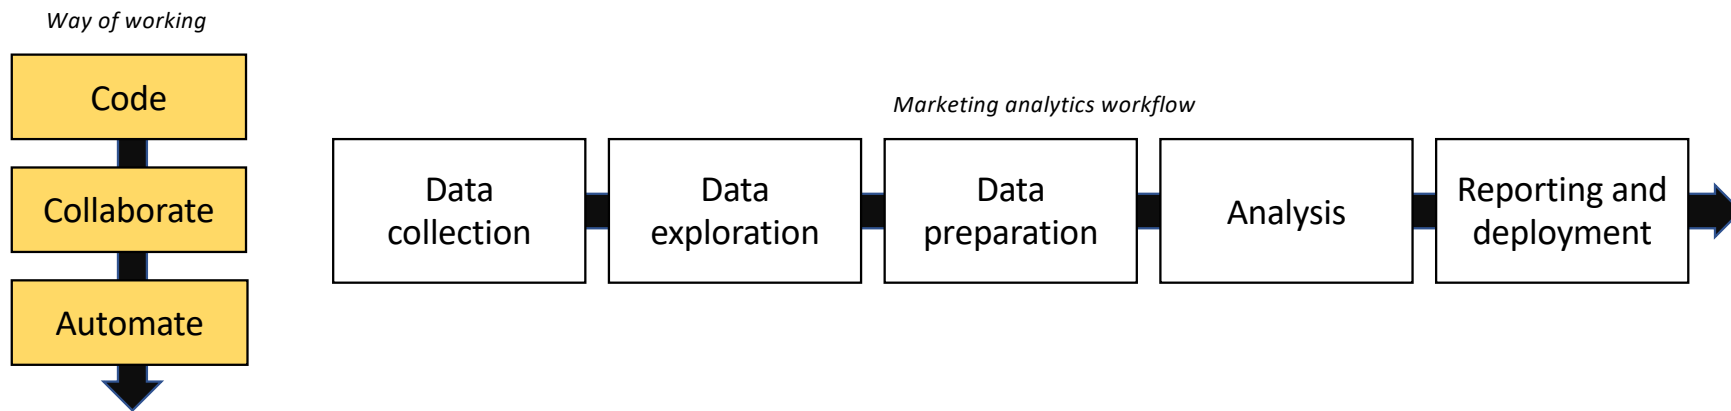 Way of working
Code
Collaborate
Automate
Marketing analytics workflow
Data
collection
Data
exploration
Data
preparation
Analysis
Reporting and
deployment